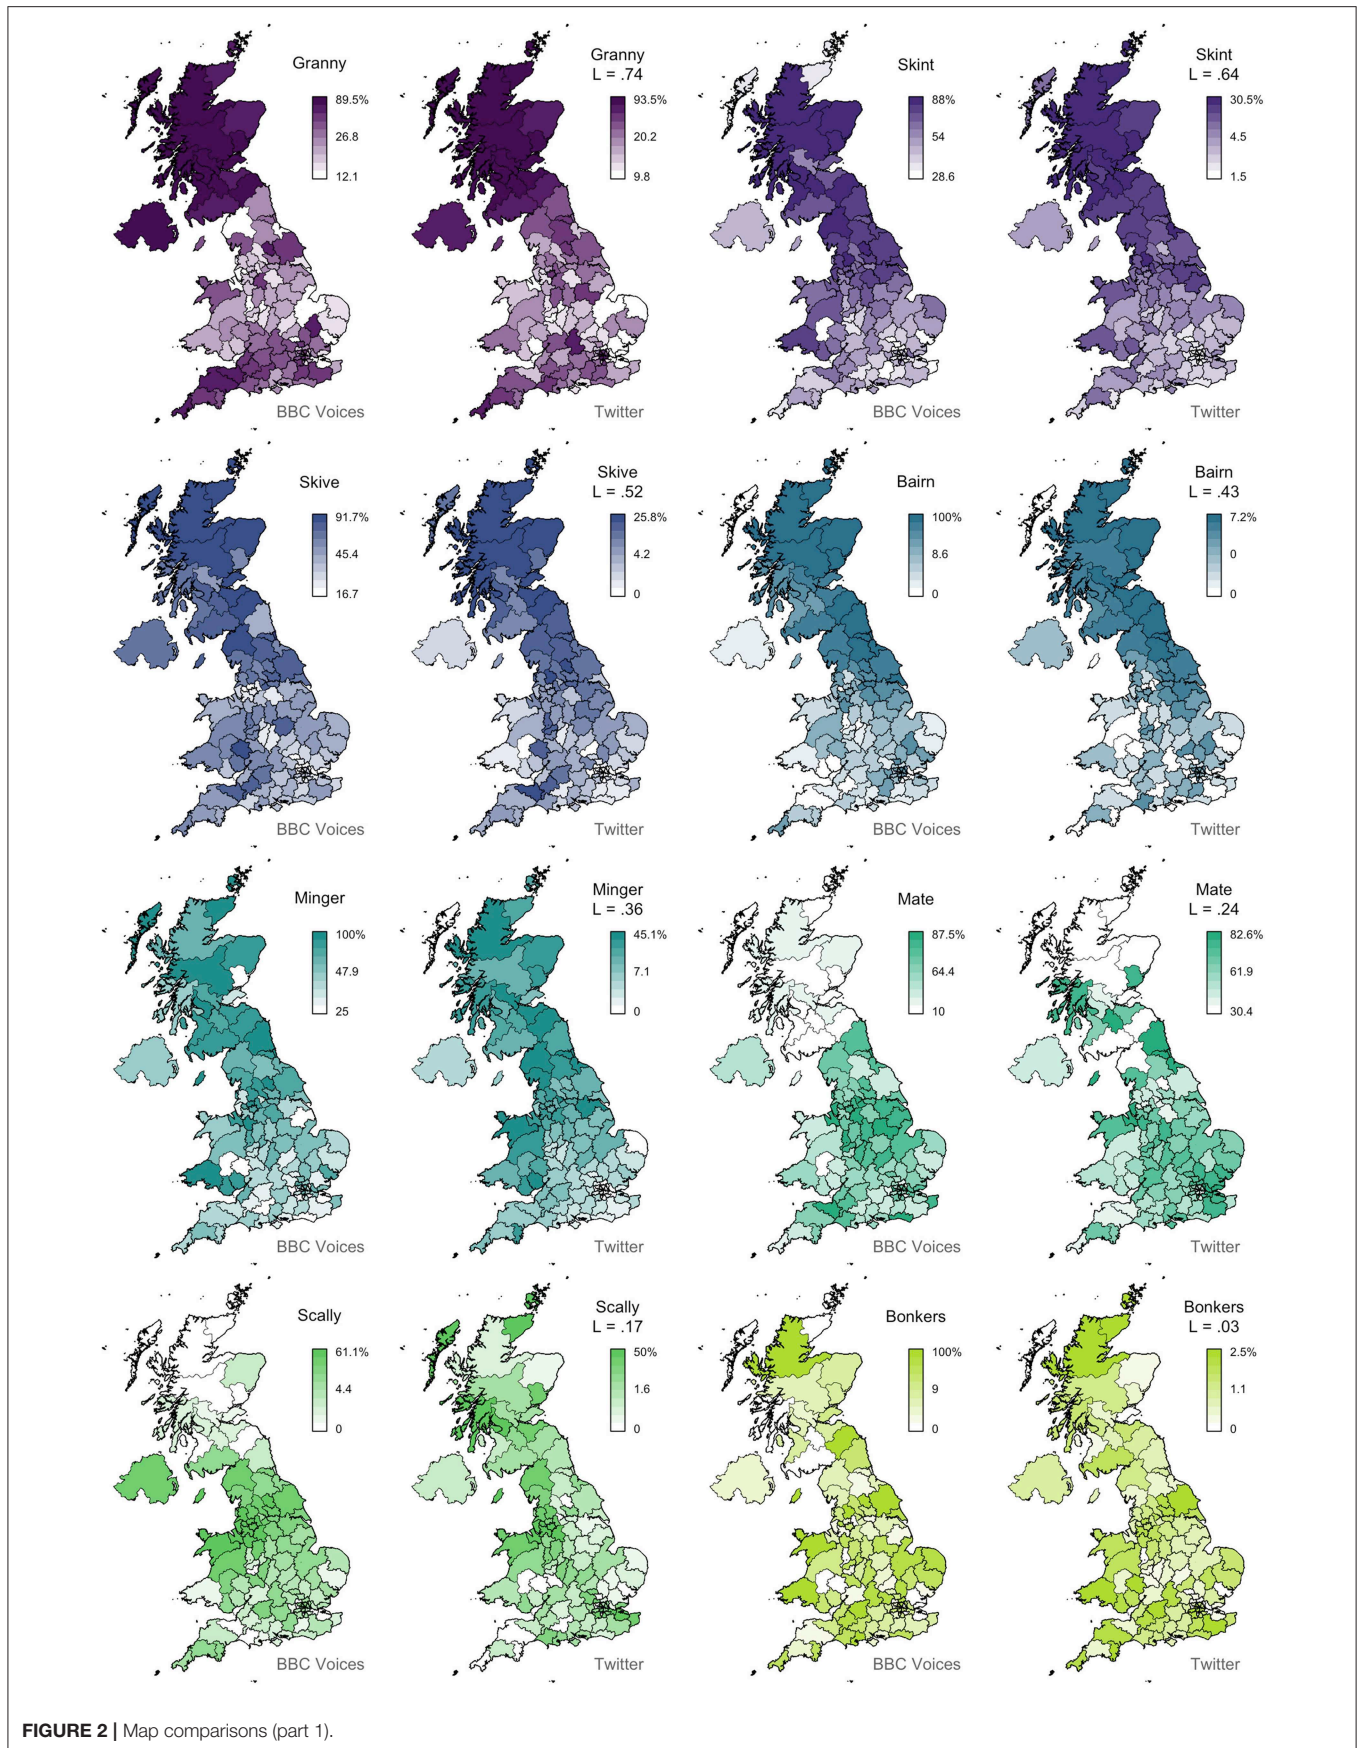 Granny
89.5%
26.8
12.1
BBC Voices
Granny
L = .74
93.5%
20.2
9.8
Twitter
Skint
88%
54
28.6
BBC Voices
Skint
L = .64
30.5%
4.5
1.5
Twitter
Skive
91.7%
45.4
16.7
BBC Voices
Skive
L = .52
25.8%
4.2
0
Twitter
Bairn
100%
8.6
0
BBC Voices
Bairn
L = .43
7.2%
0
0
Twitter
Minger
100%
47.9
25
BBC Voices
Minger
L = .36
45.1%
7.1
0
Twitter
Mate
87.5%
64.4
10
BBC Voices
Mate
L = .24
82.6%
61.9
30.4
Twitter
Scally
61.1%
4.4
0
BBC Voices
Scally
L = .17
50%
1.6
0
Twitter
Bonkers
100%
9
0
BBC Voices
Bonkers
L = .03
2.5%
1.1
0
Twitter
FIGURE 2 | Map comparisons (part 1).